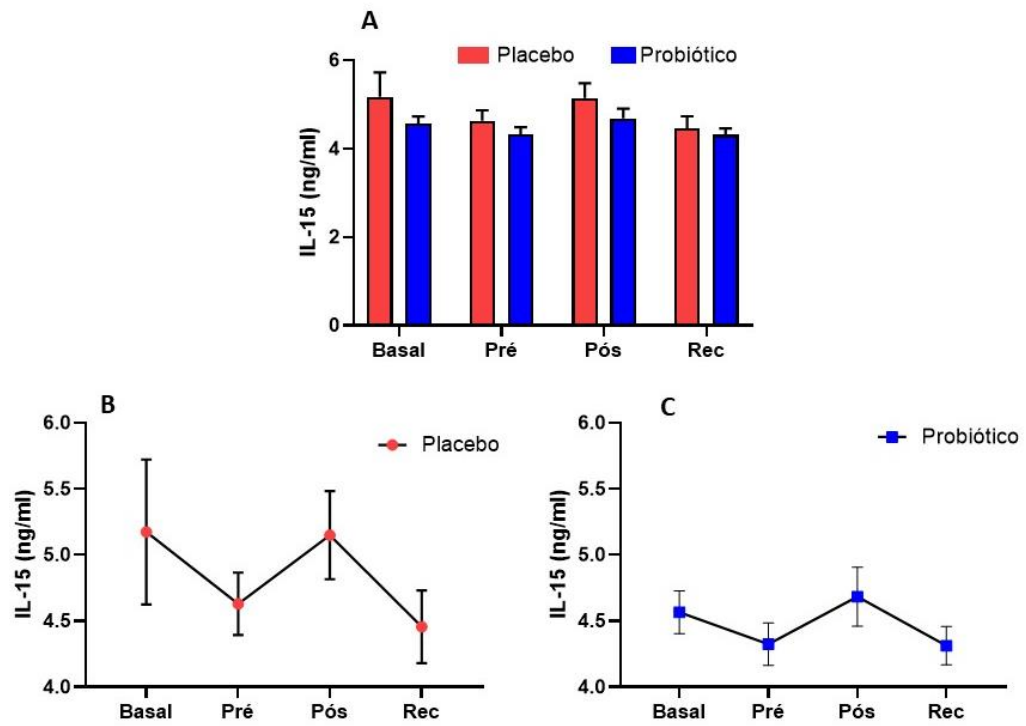 A
Placebo
Probiótico
IL-15 (ng/ml)
6
4
2
0
Basal Pré Pós Rec
B
Placebo
IL-15 (ng/ml)
6.0
5.5
5.0
4.5
4.0
Basal Pré Pós Rec
C
Probiótico
IL-15 (ng/ml)
6.0
5.5
5.0
4.5
4.0
Basal Pré Pós Rec